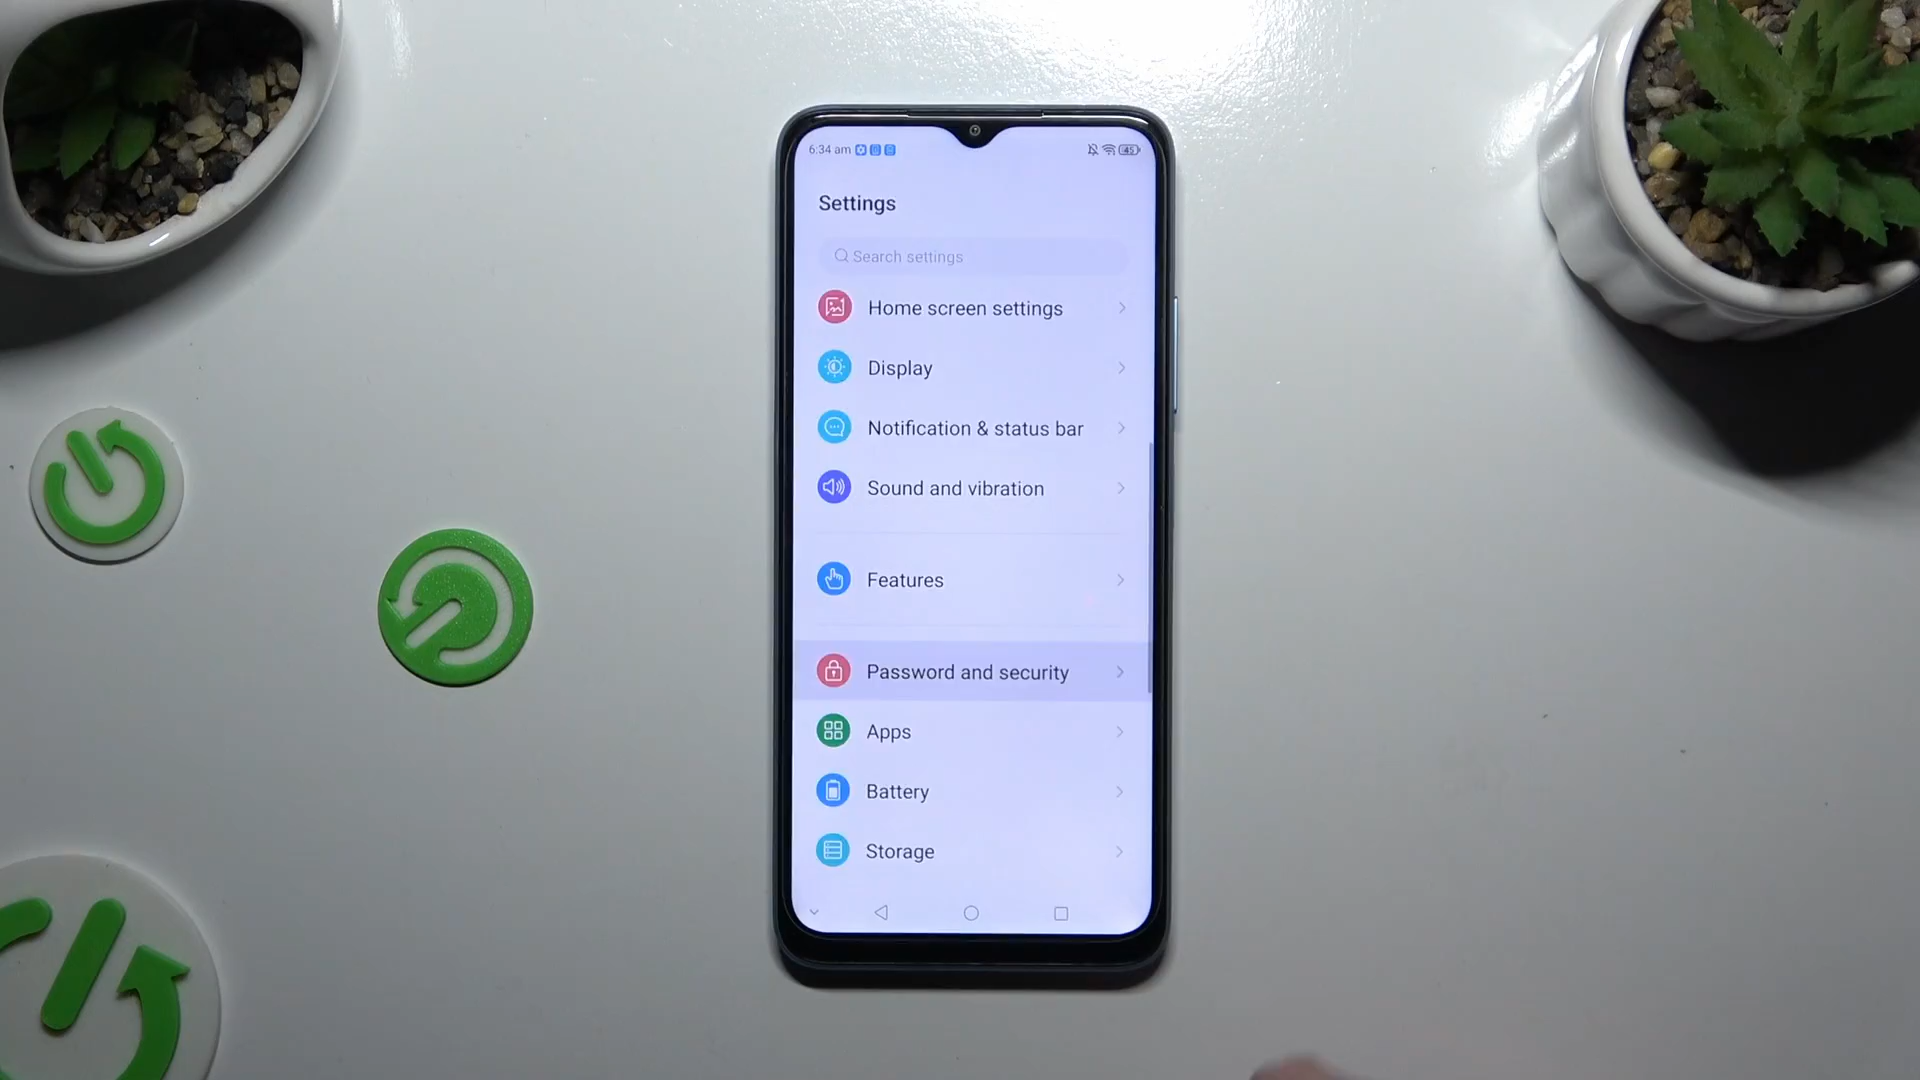 6:34 am
45
Settings
Search settings
Home screen settings
Display
Notification & status bar
Sound and vibration
Features
Password and security
Apps
Battery
Storage